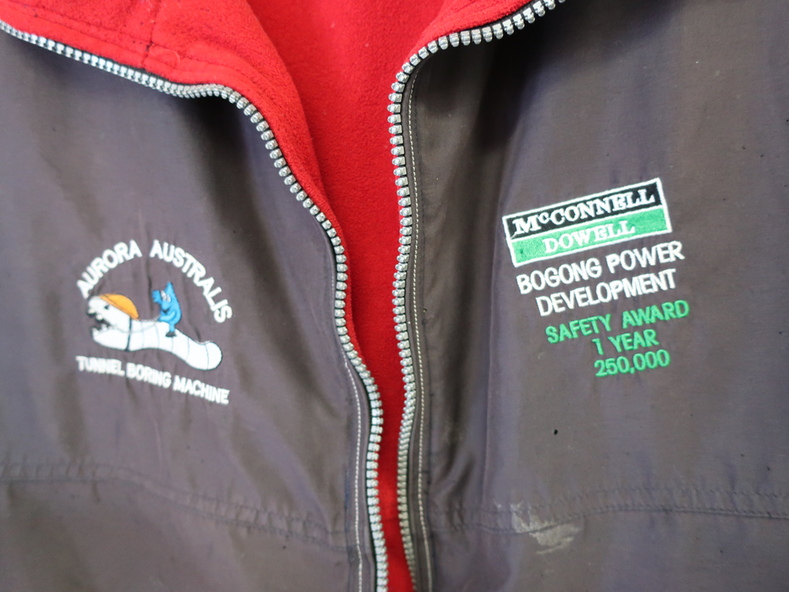 AURORA AUSTRALIS
TUNNEL BORING MACHINE
McCONNELL
DOWELL
BOGONG POWER
DEVELOPMENT
SAFETY AWARD
1 YEAR
250,000